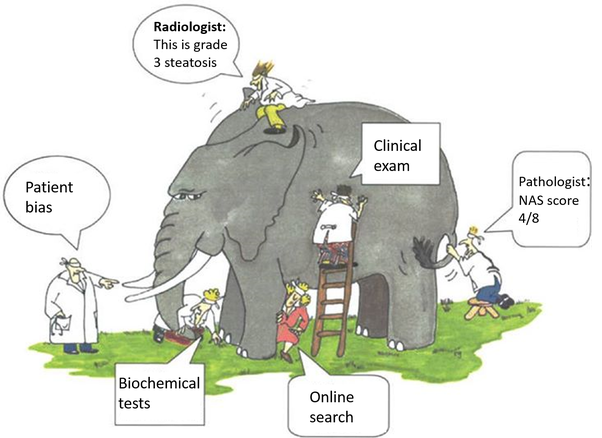 Radiologist:
This is grade
3 steatosis
Clinical
exam
Patient
bias
Pathologist:
NAS score
4/8
Biochemical
tests
Online
search